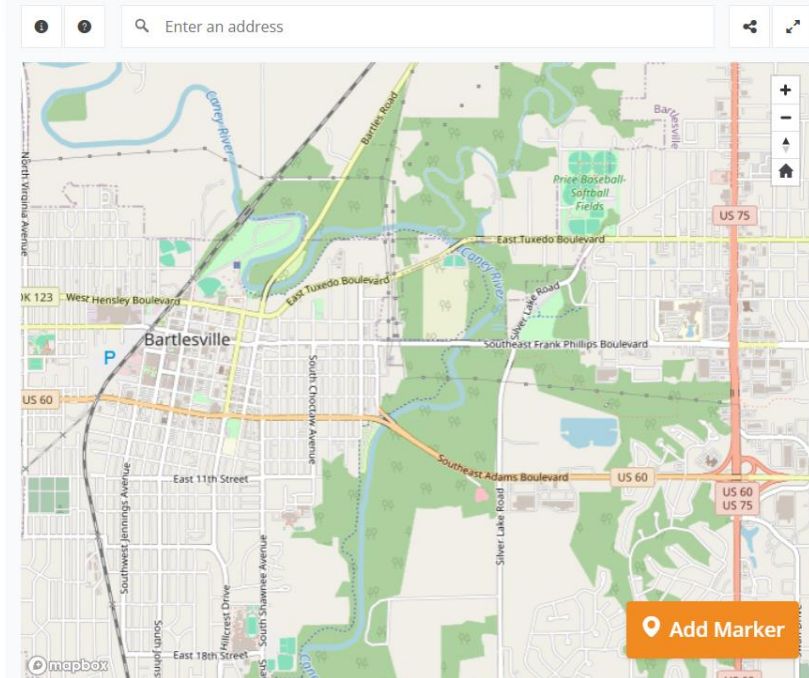 Enter an address
Caney River
Bartles Road
Bartlesville
North Virginia Avenue
Price Baseball-
Softball
Fields
US 75
East Tuxedo Boulevard
Caney River
East Tuxedo Boulevard
OK 123
West Hensley Boulevard
Silver Lake Road
Bartlesville
P
Southeast Frank Phillips Boulevard
South Choctaw Avenue
US 60
Southeast Adams Boulevard
US 60
East 11th Street
US 60
US 75
Southwest Jennings Avenue
Silver Lake Road
South Shawnee Avenue
Hillcrest Drive
Add Marker
East 18th Street
mapbox